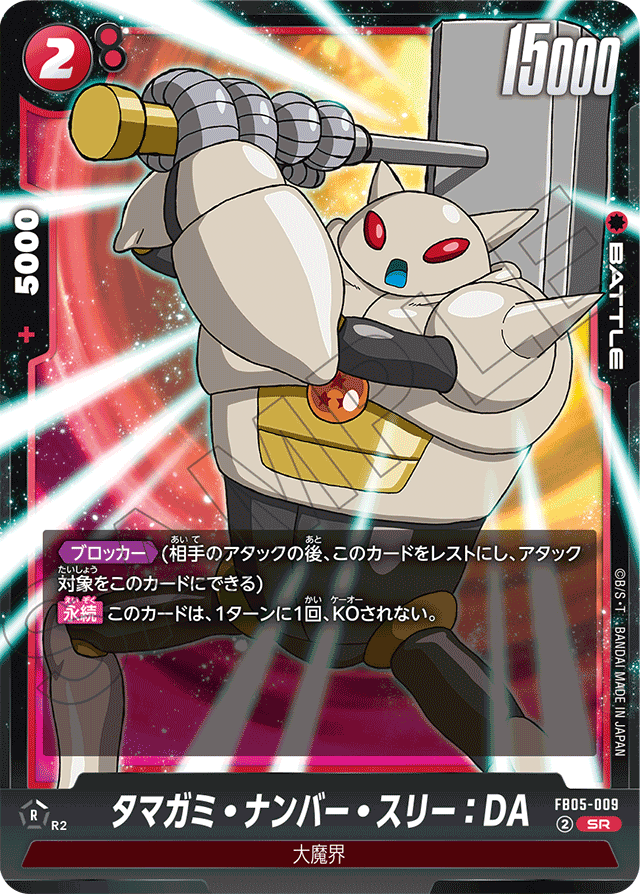 2
15000
+ 5000
BATTLE
SAMPLE
ブロッカー (相手のアタックの後、このカードをレストにし、アタック
対象をこのカードにできる)
永続 このカードは、1ターンに1回、KOされない。
©B/S・T BANDAI MADE IN JAPAN
R R2
タマガミ・ナンバー・スリー：DA
FB05-009
2 SR
大魔界